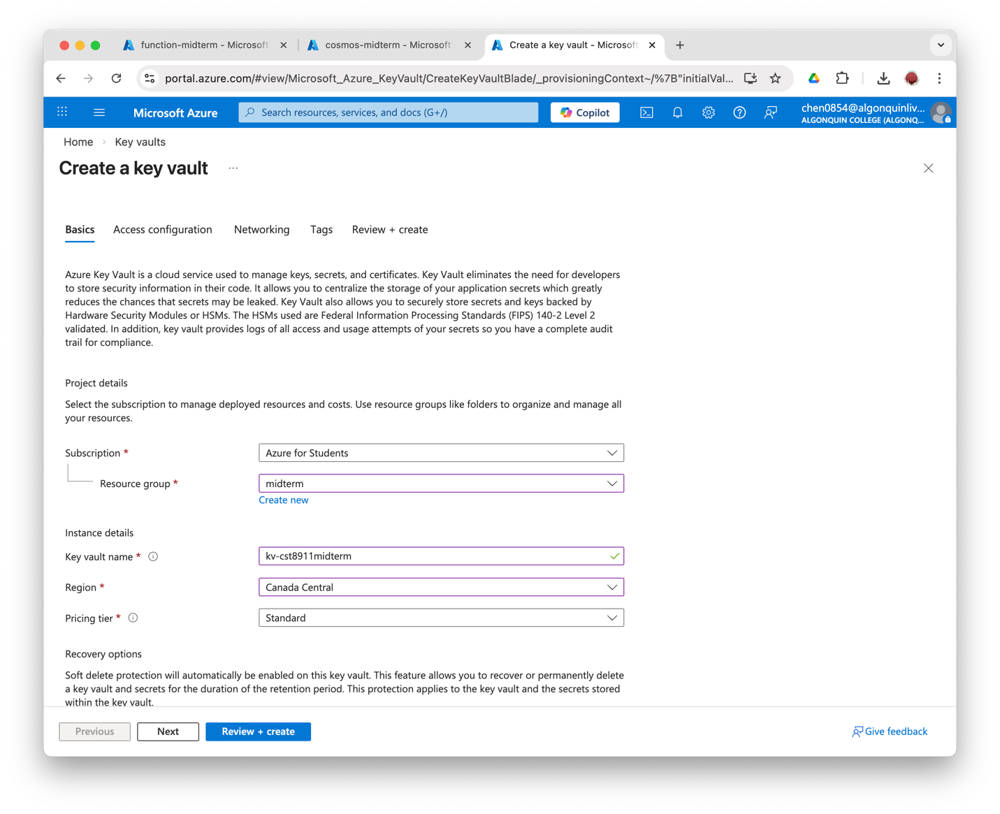 function-midterm - Microsoft
cosmos-midterm - Microsoft
Create a key vault - Microsoft
portal.azure.com/#view/Microsoft_Azure_KeyVault/CreateKeyVaultBlade/_provisioningContext~/%7B"initialVal...
Microsoft Azure
Search resources, services, and docs (G+/)
Copilot
chen0854@algonquinliv...
ALGONQUIN COLLEGE (ALGONQ...
Home > Key vaults
Create a key vault ...
Basics Access configuration Networking Tags Review + create
Azure Key Vault is a cloud service used to manage keys, secrets, and certificates. Key Vault eliminates the need for developers
to store security information in their code. It allows you to centralize the storage of your application secrets which greatly
reduces the chances that secrets may be leaked. Key Vault also allows you to securely store secrets and keys backed by
Hardware Security Modules or HSMs. The HSMs used are Federal Information Processing Standards (FIPS) 140-2 Level 2
validated. In addition, key vault provides logs of all access and usage attempts of your secrets so you have a complete audit
trail for compliance.
Project details
Select the subscription to manage deployed resources and costs. Use resource groups like folders to organize and manage all
your resources.
Subscription *
Azure for Students
Resource group *
midterm
Create new
Instance details
Key vault name *
kv-cst8911midterm
Region *
Canada Central
Pricing tier *
Standard
Recovery options
Soft delete protection will automatically be enabled on this key vault. This feature allows you to recover or permanently delete
a key vault and secrets for the duration of the retention period. This protection applies to the key vault and the secrets stored
within the key vault.
Previous
Next
Review + create
Give feedback